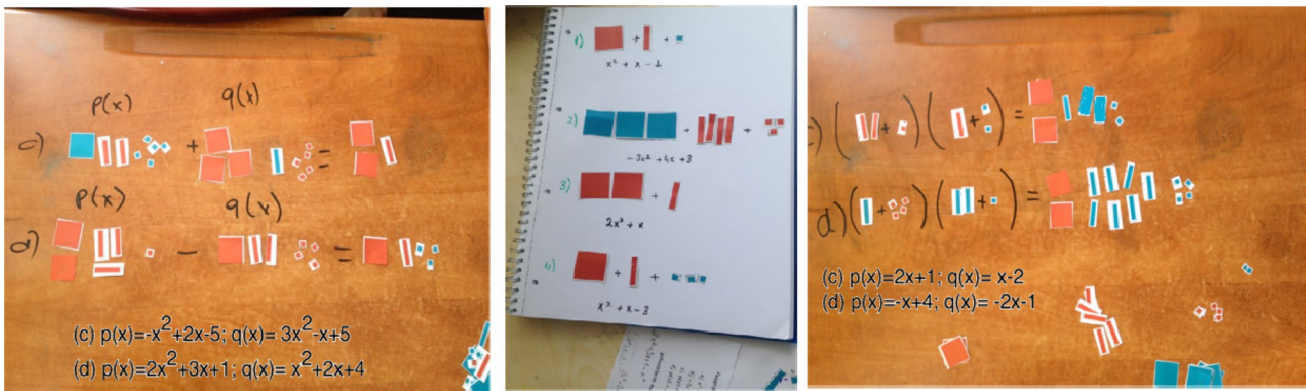 p(x) q(x)
c) + =
p(x) q(x)
d) - =
(c) p(x)=-x²+2x-5; q(x)= 3x²-x+5
(d) p(x)=2x²+3x+1; q(x)= x²+2x+4
1) + +
x² + x - 1
2) + +
-3x² + 4x + 3
3) +
2x² + x
4) + +
x² + x - 3
) ( + ) ( + ) =
d) ( + ) ( + ) =
(c) p(x)=2x+1; q(x)= x-2
(d) p(x)=-x+4; q(x)= -2x-1